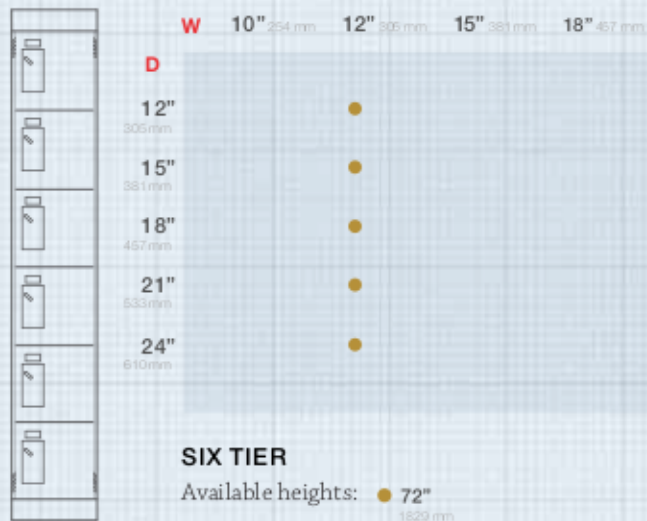 W 10" 254 mm 12" 305 mm 15" 381 mm 18" 457 mm
D
12"
305 mm
15"
381 mm
18"
457 mm
21"
533 mm
24"
610 mm
SIX TIER
Available heights: 72"
1829 mm